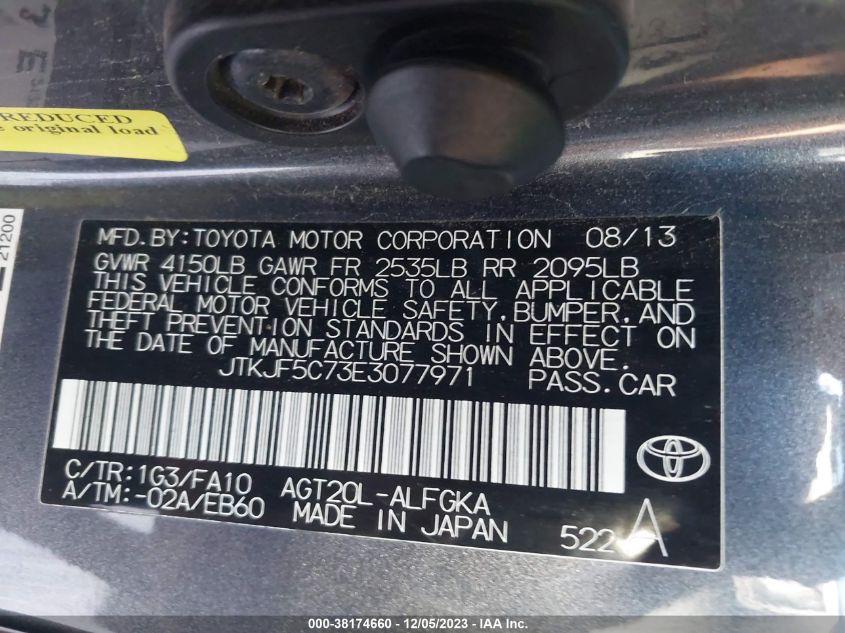 REDUCED
e original load
21200
MFD.BY:TOYOTA MOTOR CORPORATION 08/13
GVWR 4150LB GAWR FR 2535LB RR 2095LB
THIS VEHICLE CONFORMS TO ALL APPLICABLE
FEDERAL MOTOR VEHICLE SAFETY,BUMPER,AND
THEFT PREVENTION STANDARDS IN EFFECT ON
THE DATE OF MANUFACTURE SHOWN ABOVE.
JTKJF5C73E3077971 PASS.CAR
C/TR:1G3/FA10 AGT20L-ALFGKA
A/TM:-02A/EB60 MADE IN JAPAN 522 A
000-38174660 - 12/05/2023 - IAA Inc.